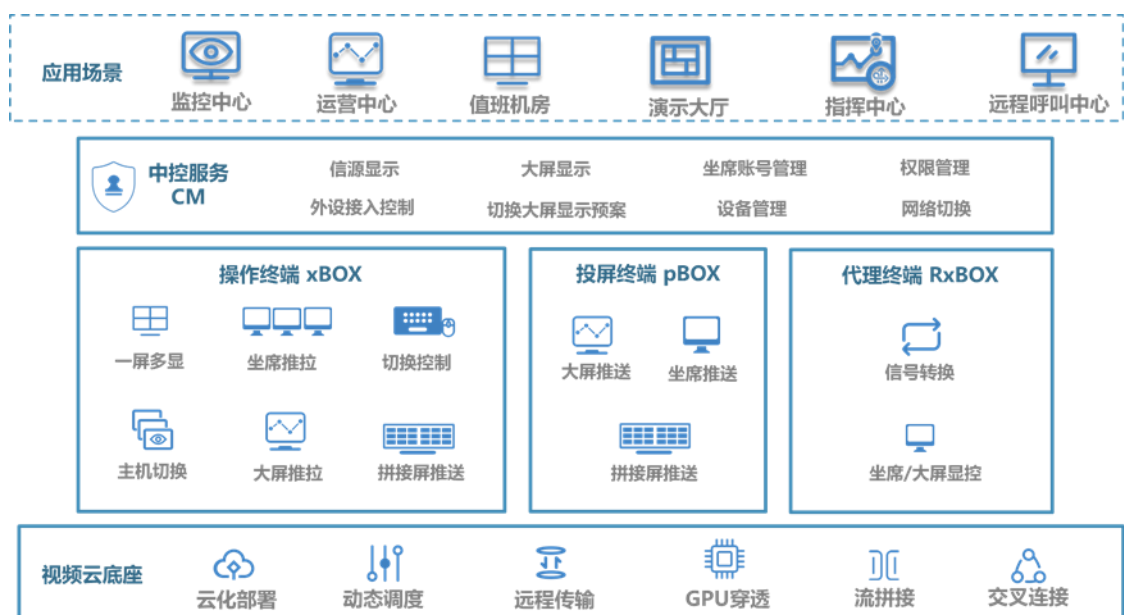 应用场景
监控中心
运营中心
值班机房
演示大厅
指挥中心
远程呼叫中心
中控服务
CM
信源显示
大屏显示
坐席账号管理
权限管理
外设接入控制
切换大屏显示预案
设备管理
网络切换
操作终端 xBOX
一屏多显
坐席推拉
切换控制
主机切换
大屏推拉
拼接屏推送
投屏终端 pBOX
大屏推送
坐席推送
拼接屏推送
代理终端 RxBOX
信号转换
坐席/大屏显控
视频云底座
云化部署
动态调度
远程传输
GPU穿透
流拼接
交叉连接